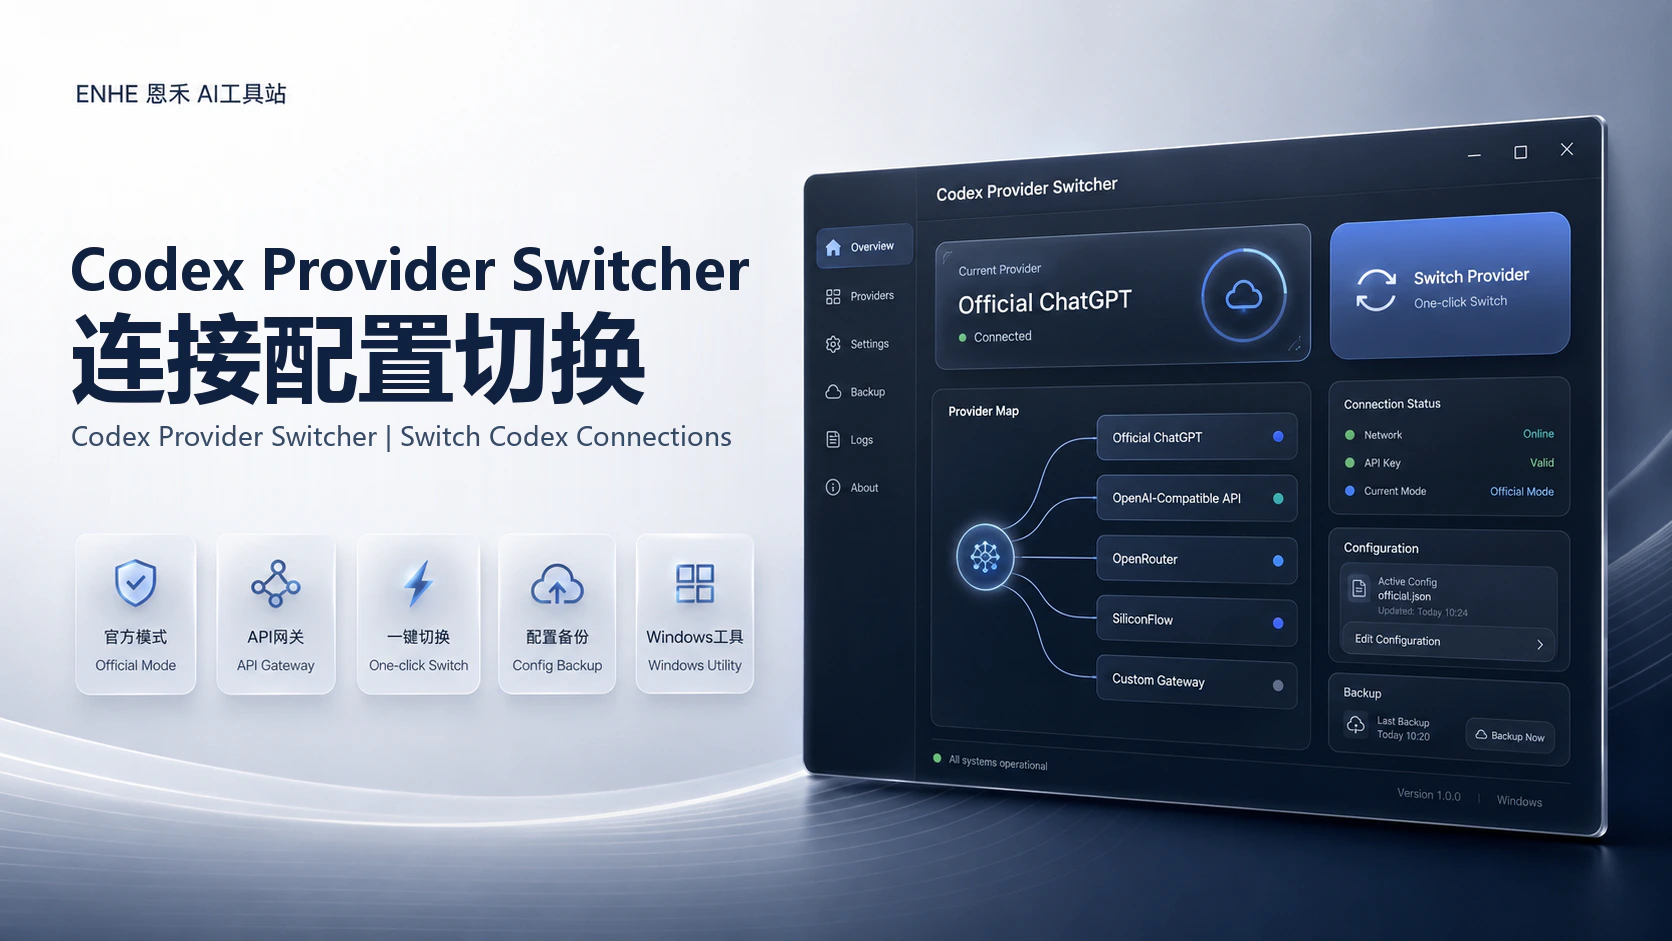 ENHE 恩禾 AI工具站
Codex Provider Switcher
连接配置切换
Codex Provider Switcher | Switch Codex Connections
官方模式
Official Mode
API网关
API Gateway
一键切换
One-click Switch
配置备份
Config Backup
Windows工具
Windows Utility
Codex Provider Switcher
Overview
Providers
Settings
Backup
Logs
About
Current Provider
Official ChatGPT
Connected
Switch Provider
One-click Switch
Provider Map
Official ChatGPT
OpenAI-Compatible API
OpenRouter
SiliconFlow
Custom Gateway
Connection Status
Network Online
API Key Valid
Current Mode Official Mode
Configuration
Active Config
official.json
Updated: Today 10:24
Edit Configuration
Backup
Last Backup
Today 10:20
Backup Now
All systems operational
Version 1.0.0 | Windows